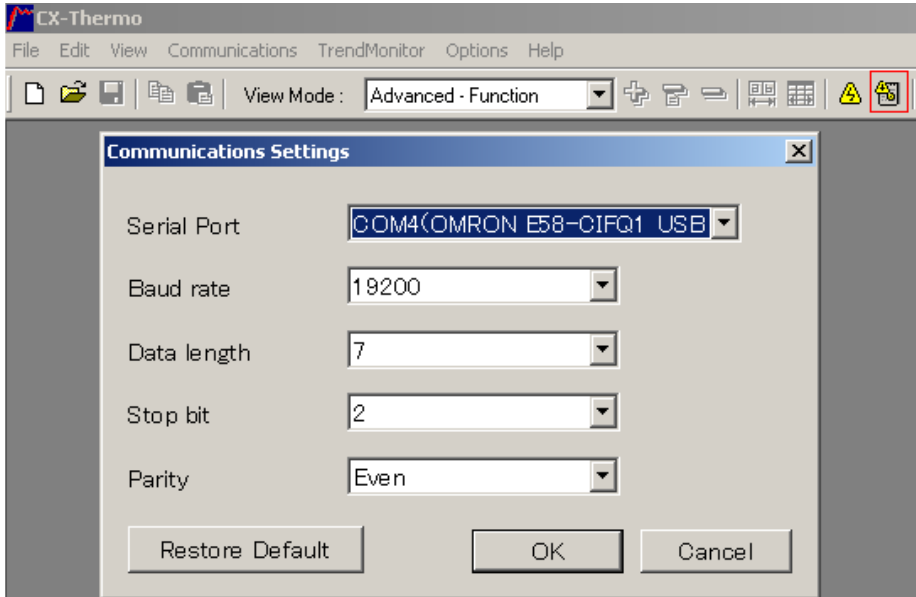 CX-Thermo
File Edit View Communications TrendMonitor Options Help
View Mode : Advanced - Function
Communications Settings
Serial Port COM4(OMRON E58-CIFQ1 USB
Baud rate 19200
Data length 7
Stop bit 2
Parity Even
Restore Default OK Cancel